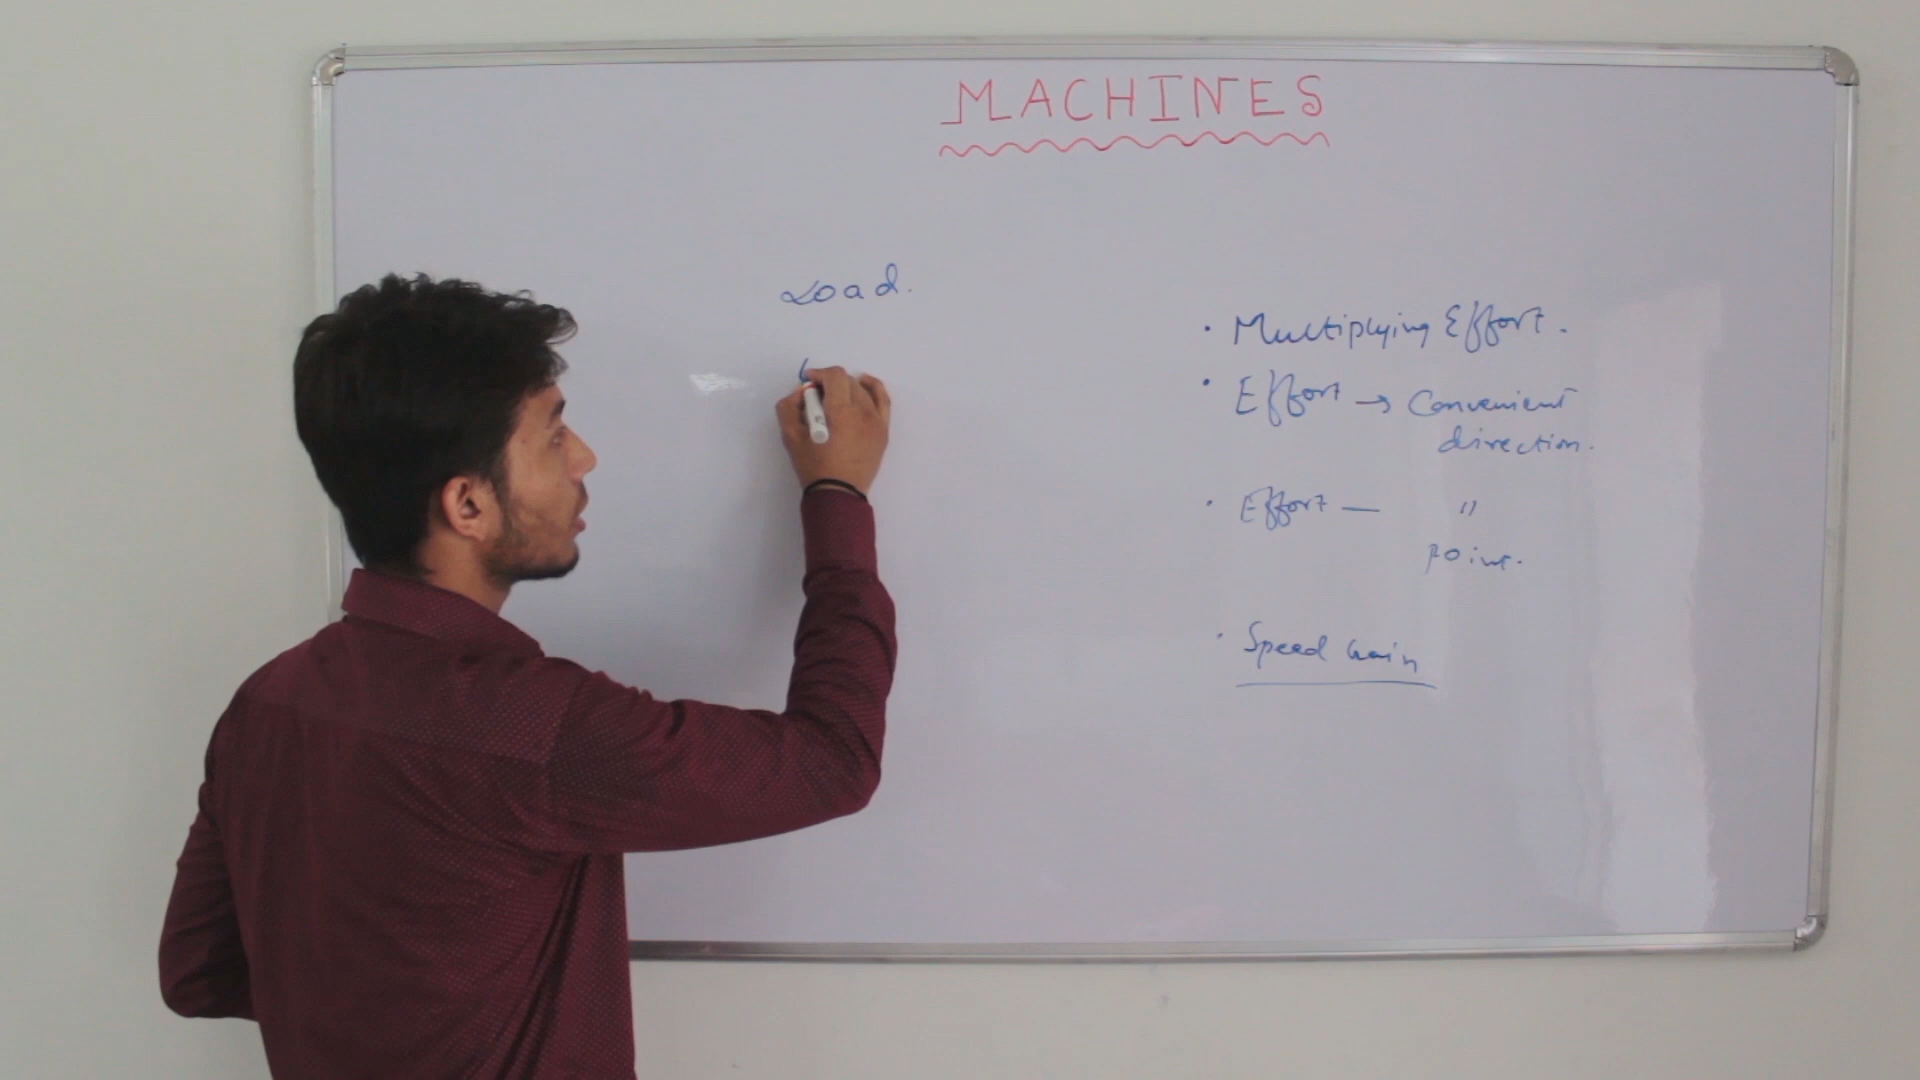 MACHINES
Load.
· Multiplying Effort.
· Effort → Convenient
direction.
· Effort — "
point.
· Speed Gain